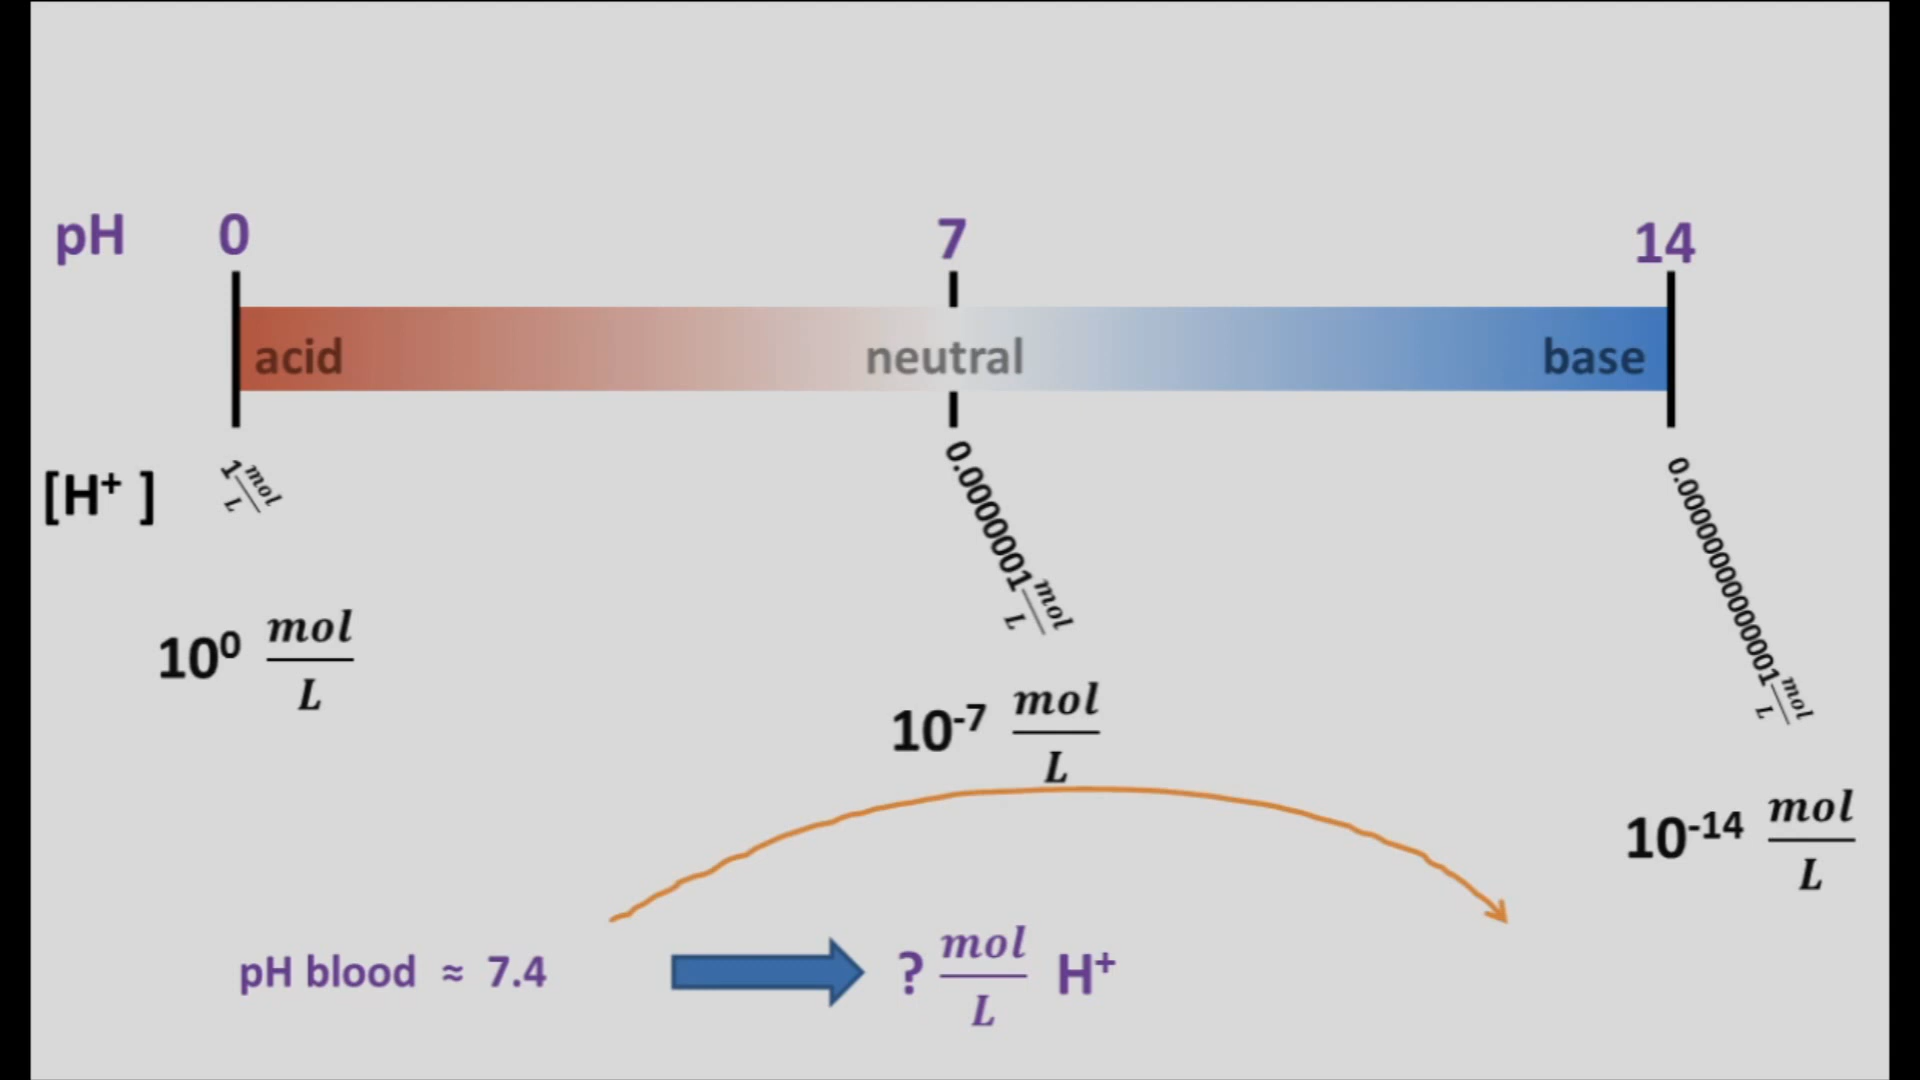 pH 0 7 14
acid neutral base
[H⁺ ] 1 mol/L 0.0000001 mol/L 0.00000000000001 mol/L
10⁰ mol/L
10⁻⁷ mol/L
10⁻¹⁴ mol/L
pH blood ≈ 7.4 ? mol/L H⁺